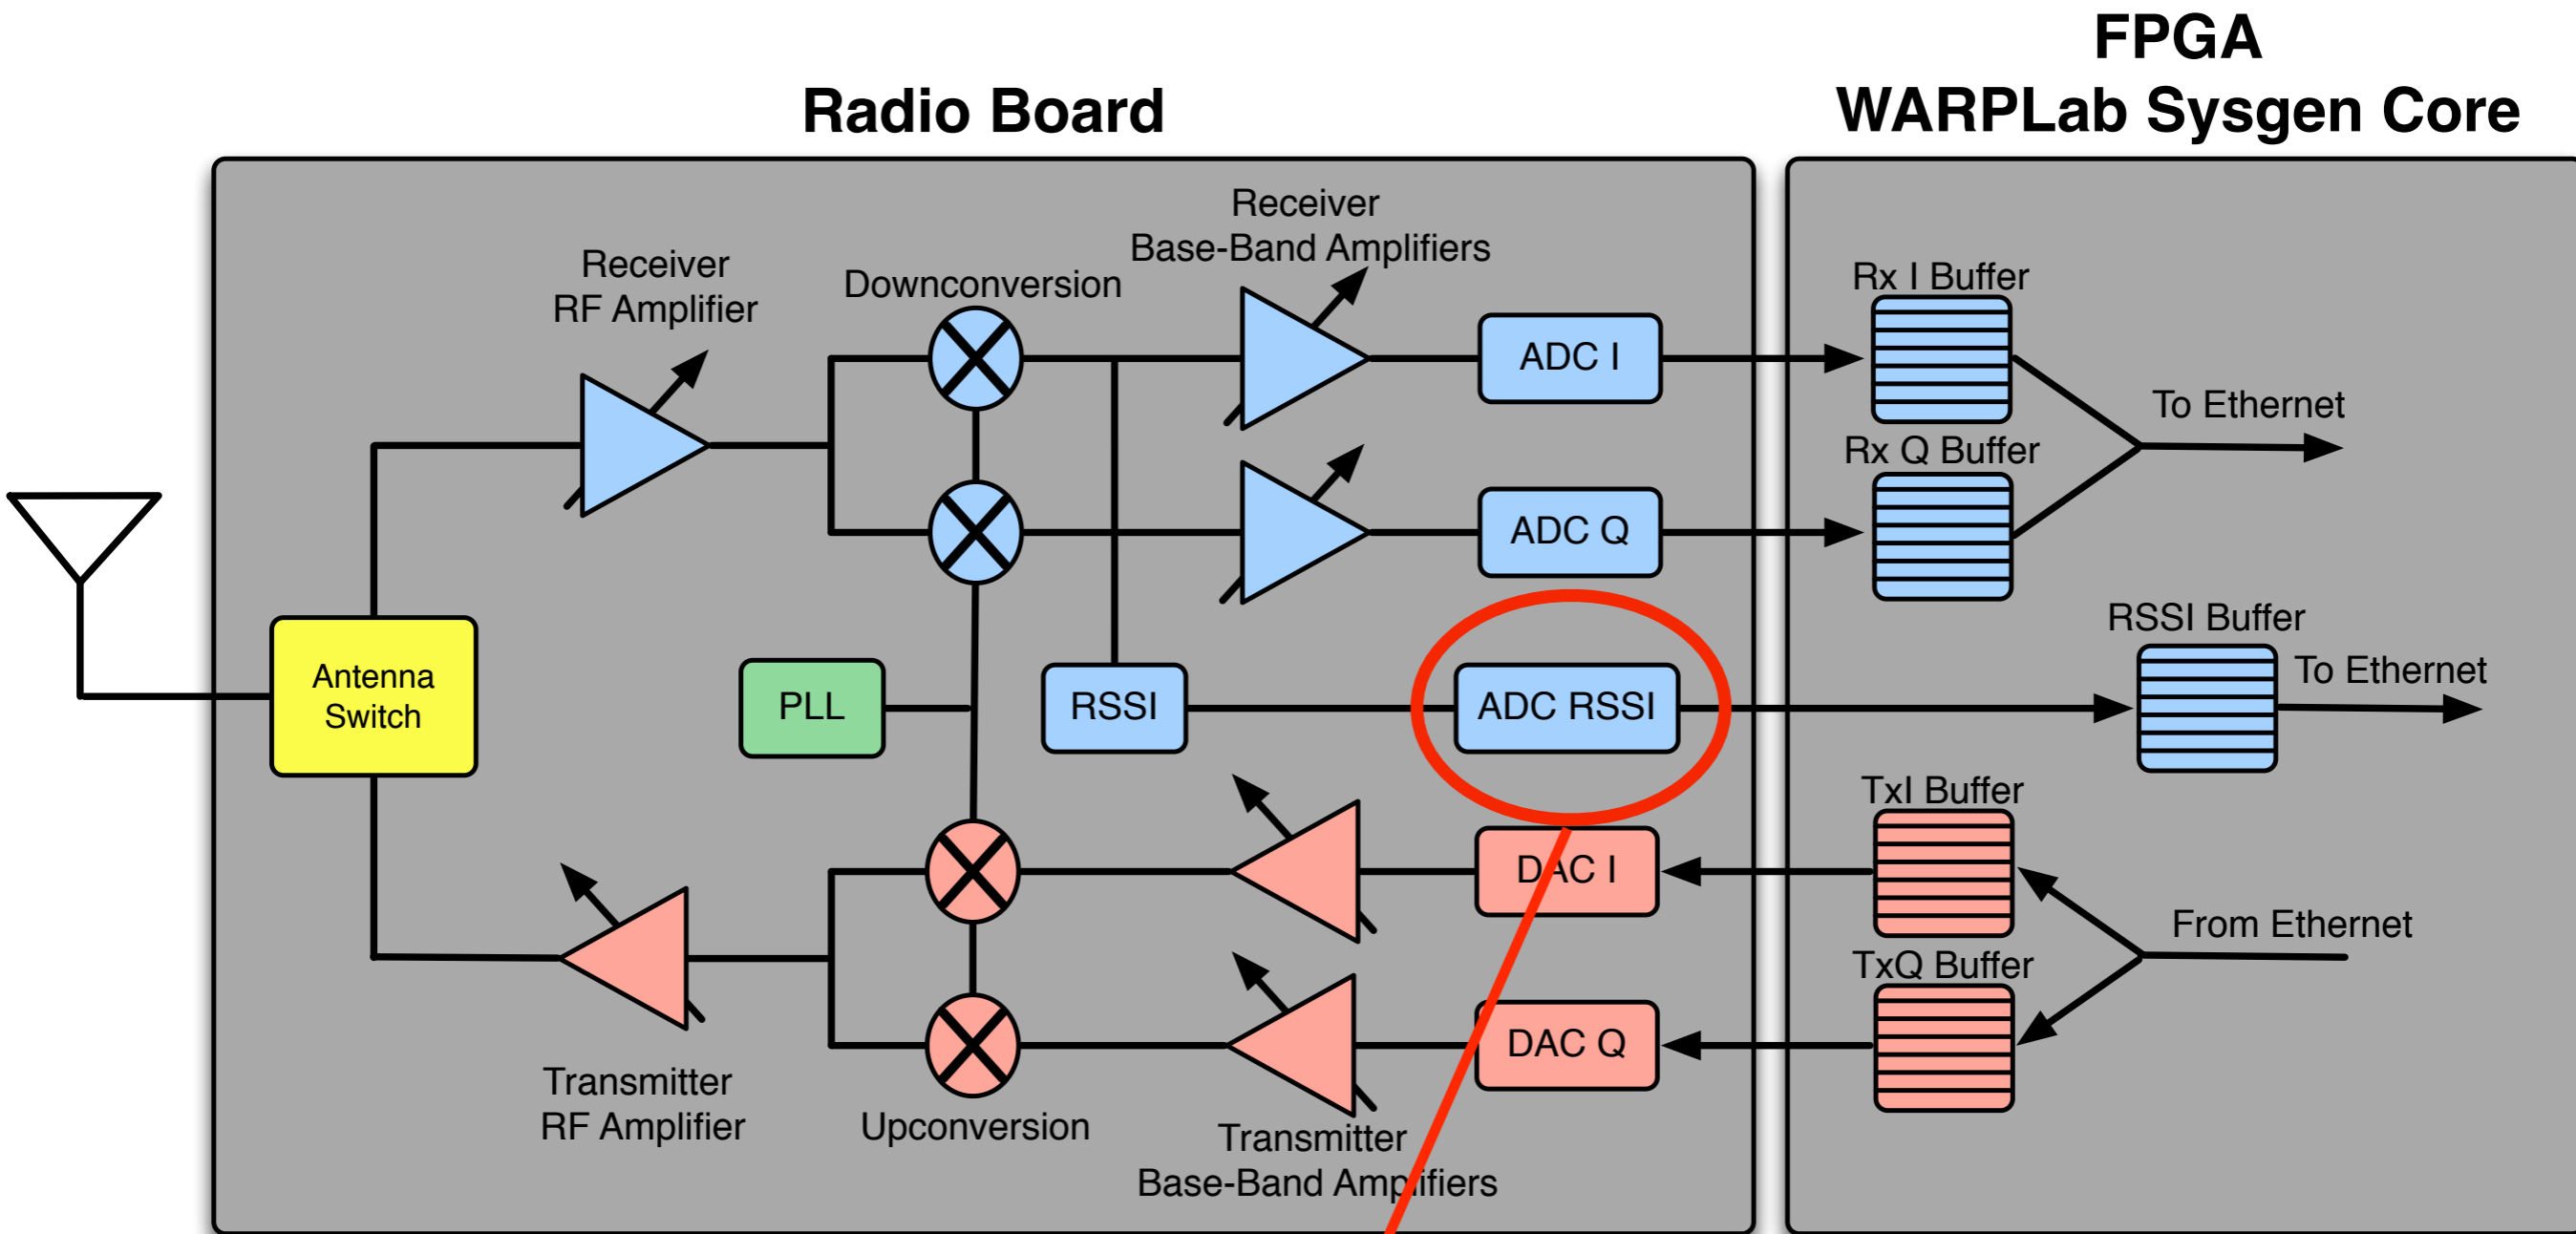 FPGA
WARPLab Sysgen Core
Radio Board
Receiver
Base-Band Amplifiers
Receiver
RF Amplifier
Downconversion
Rx I Buffer
ADC I
To Ethernet
Rx Q Buffer
ADC Q
RSSI Buffer
To Ethernet
Antenna
Switch
PLL
RSSI
ADC RSSI
TxI Buffer
DAC I
From Ethernet
TxQ Buffer
DAC Q
Transmitter
RF Amplifier
Upconversion
Transmitter
Base-Band Amplifiers